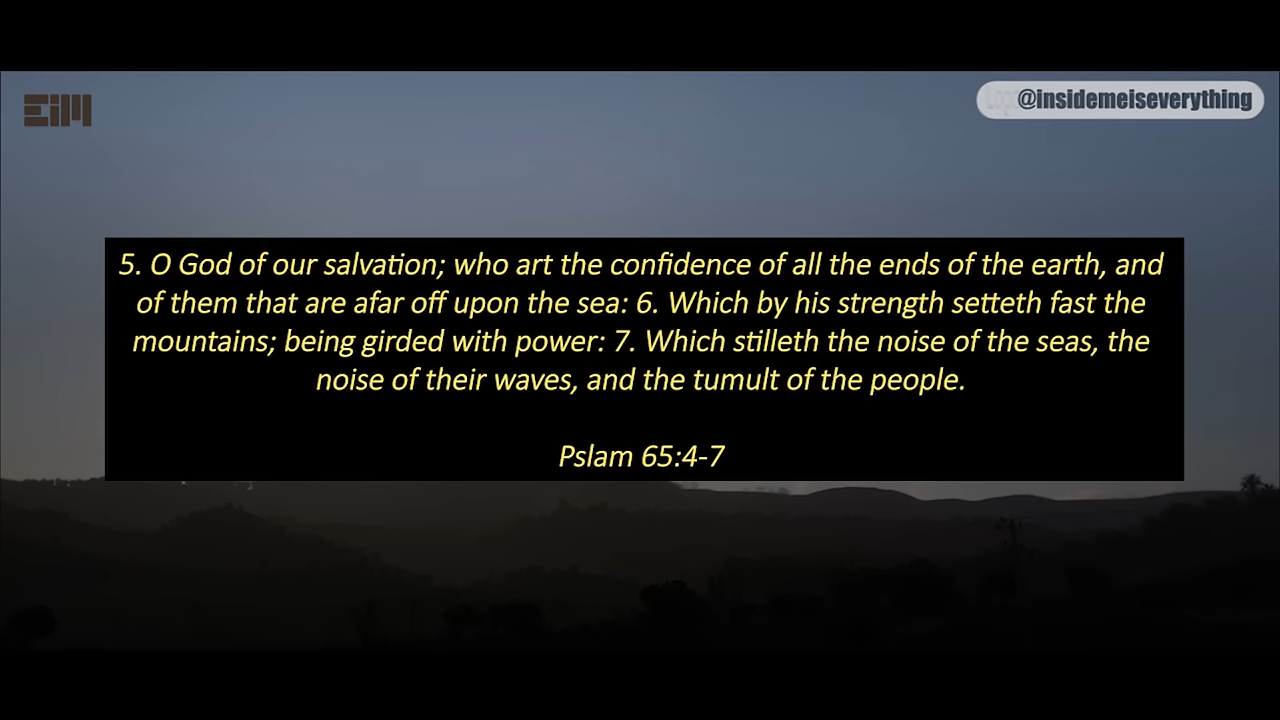 EiM
@insidemeiseverything
5. O God of our salvation; who art the confidence of all the ends of the earth, and
of them that are afar off upon the sea: 6. Which by his strength setteth fast the
mountains; being girded with power: 7. Which stilleth the noise of the seas, the
noise of their waves, and the tumult of the people.
Pslam 65:4-7